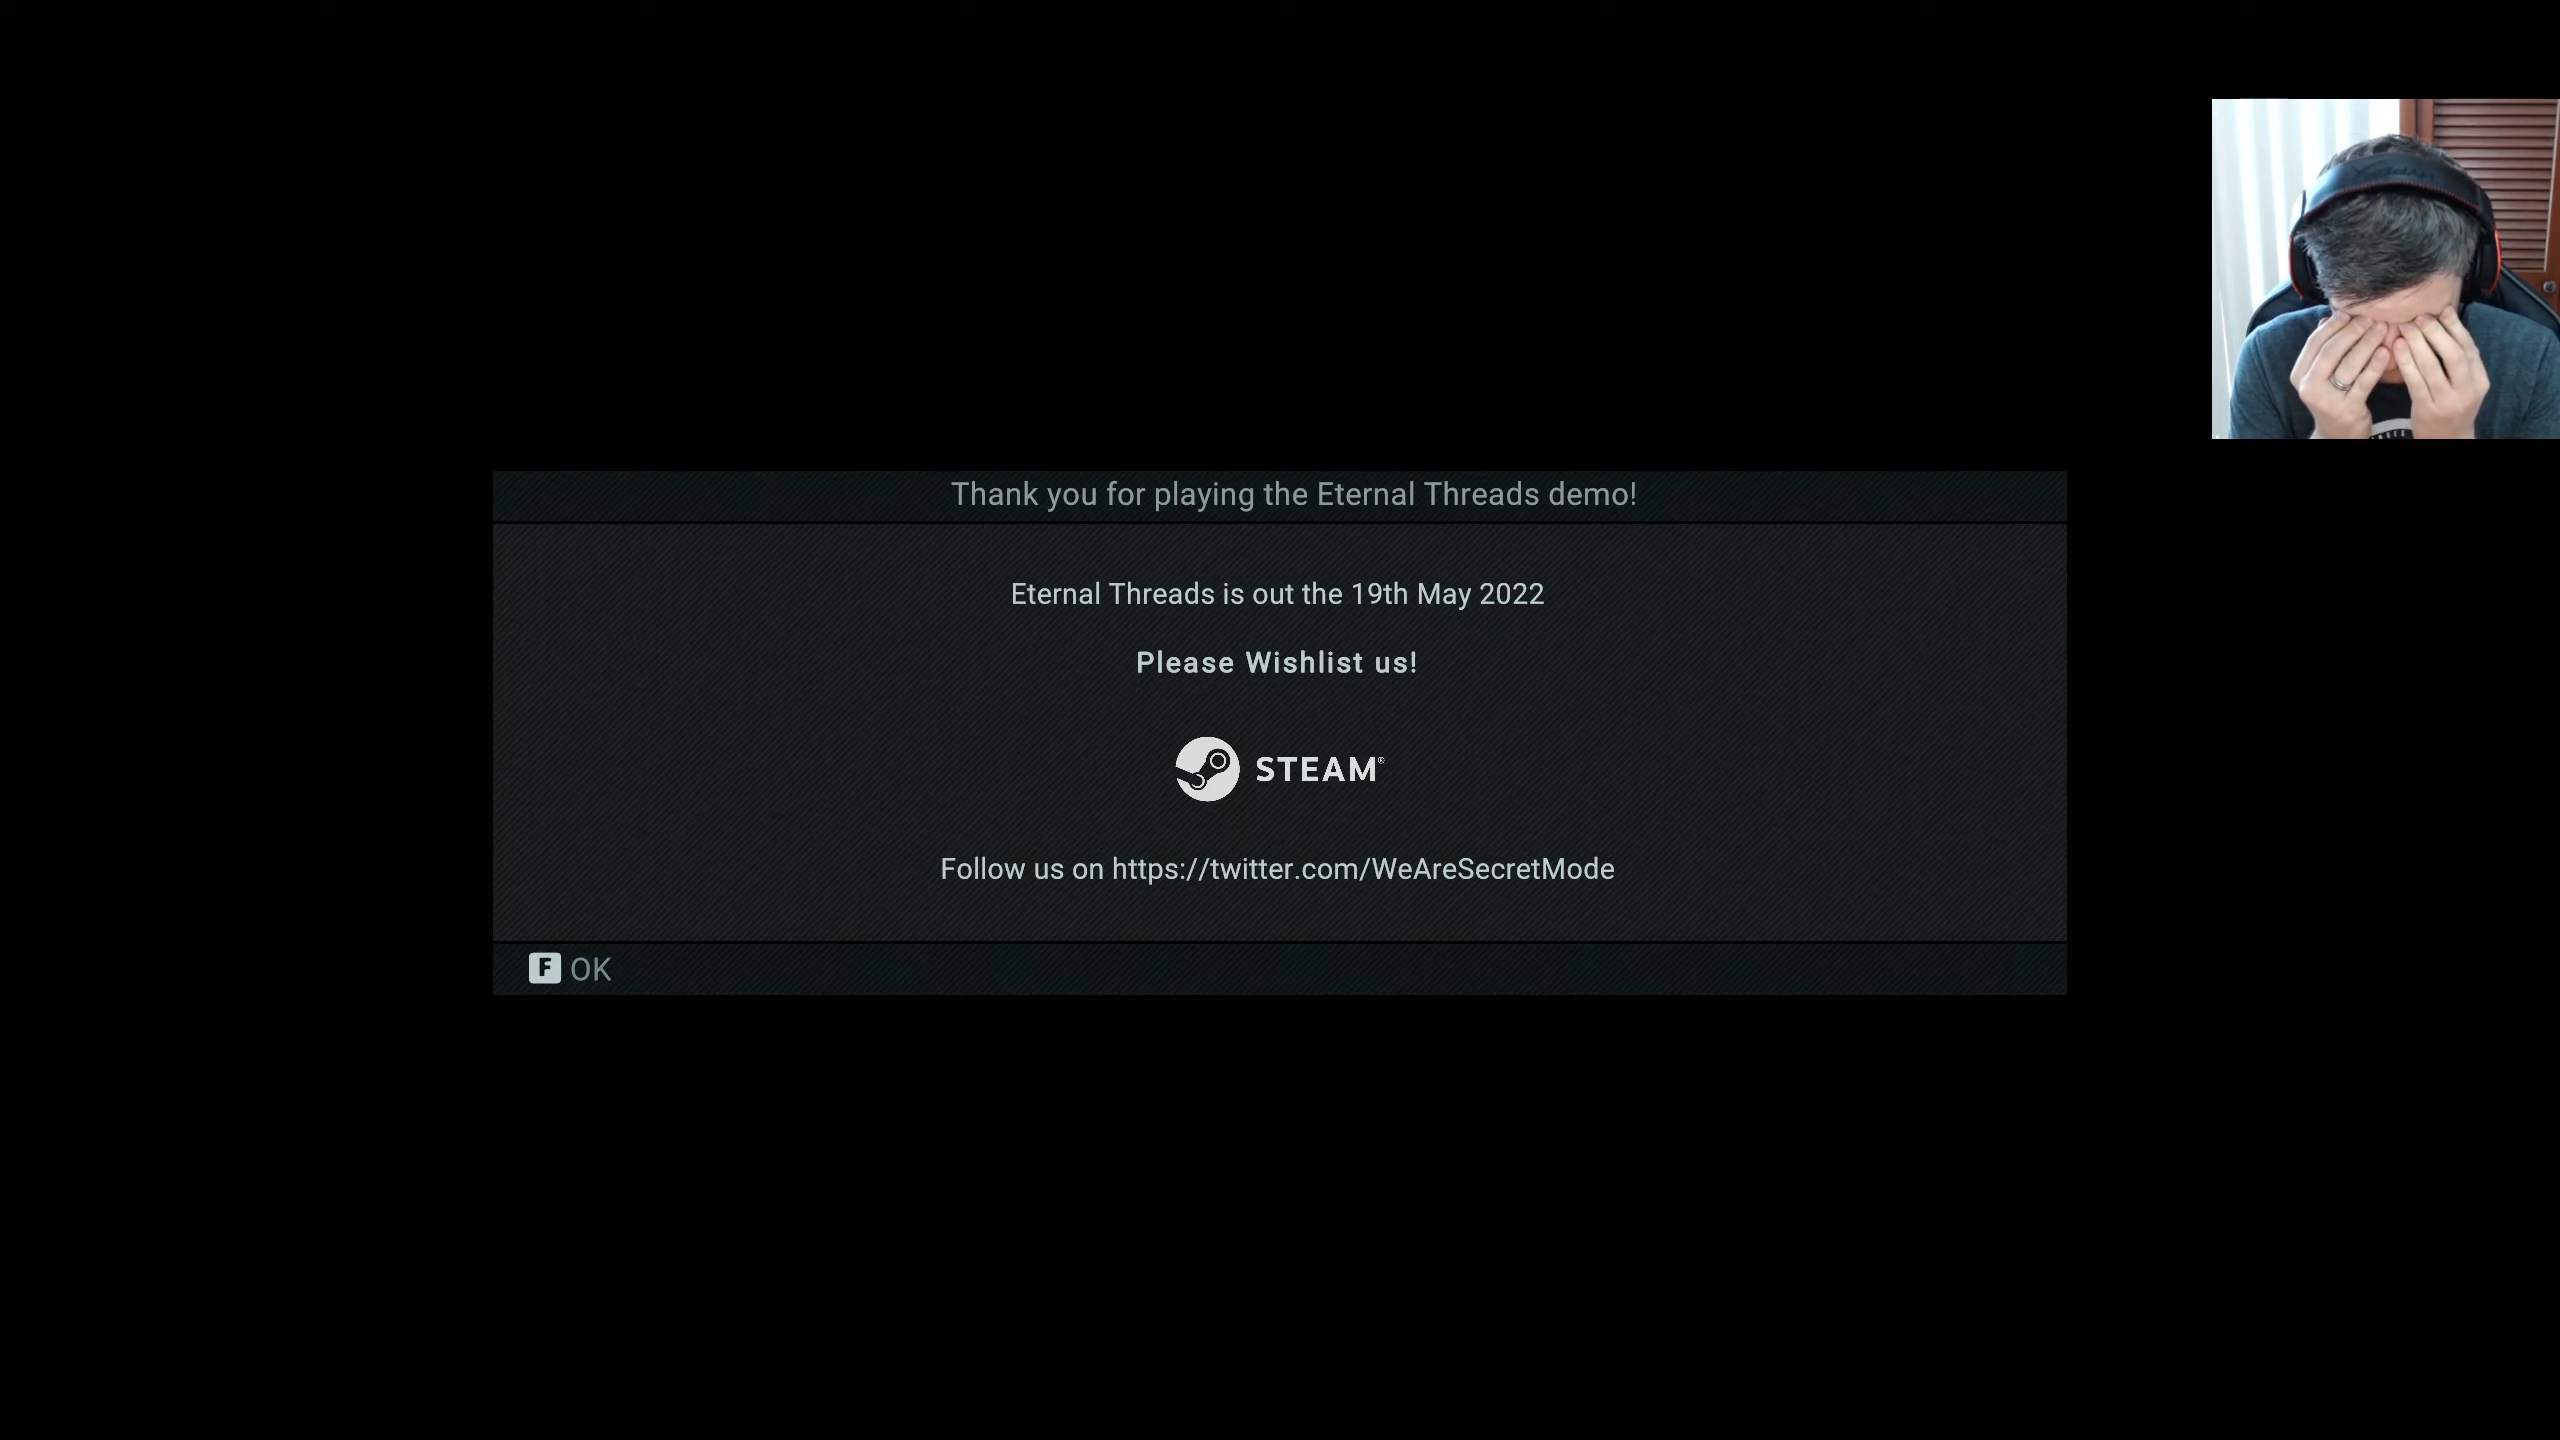 Thank you for playing the Eternal Threads demo!
Eternal Threads is out the 19th May 2022
Please Wishlist us!
STEAM®
Follow us on https://twitter.com/WeAreSecretMode
F OK